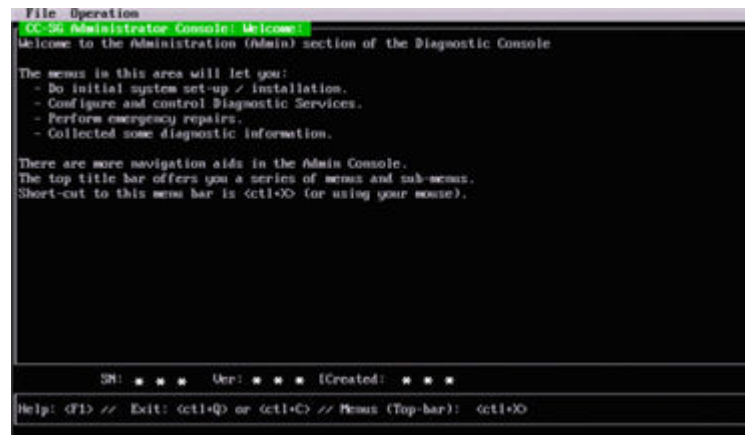 File Operation
CC-SG Administrator Console: Welcome:
Welcome to the Administration (Admin) section of the Diagnostic Console
The menus in this area will let you:
- Do initial system set-up / installation.
- Configure and control Diagnostic Services.
- Perform emergency repairs.
- Collected some diagnostic information.
There are more navigation aids in the Admin Console.
The top title bar offers you a series of menus and sub-menus.
Short-cut to this menu bar is <ctl+X> (or using your mouse).
SN: * * * Ver: * * * [Created: * * *
Help: <F1> // Exit: <ctl+Q> or <ctl+C> // Menus (Top-bar): <ctl+X>